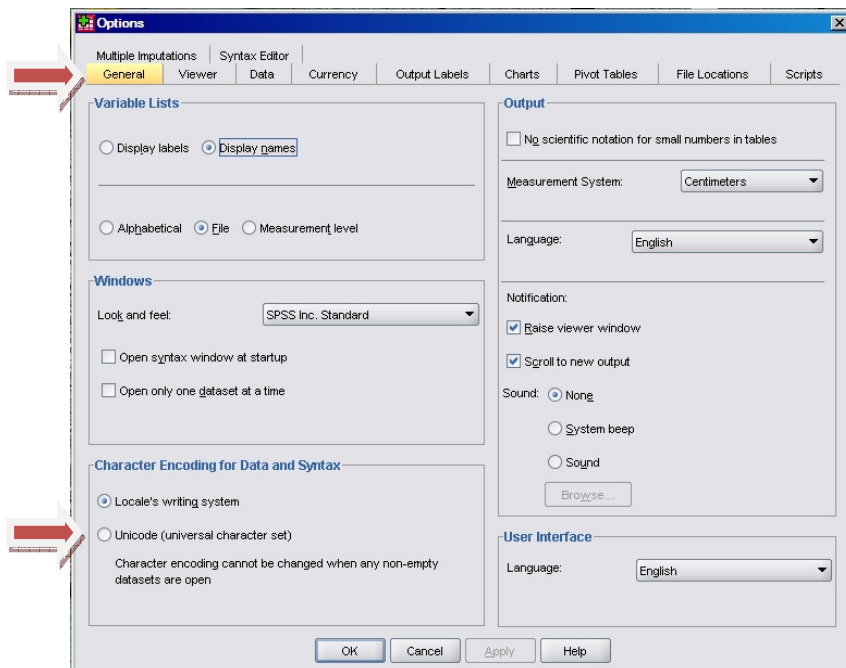 Options
Multiple Imputations Syntax Editor
General Viewer Data Currency Output Labels Charts Pivot Tables File Locations Scripts
Variable Lists
Display labels Display names
Alphabetical File Measurement level
Windows
Look and feel: SPSS Inc. Standard
Open syntax window at startup
Open only one dataset at a time
Character Encoding for Data and Syntax
Locale's writing system
Unicode (universal character set)
Character encoding cannot be changed when any non-empty
datasets are open
Output
No scientific notation for small numbers in tables
Measurement System: Centimeters
Language: English
Notification:
Raise viewer window
Scroll to new output
Sound: None
System beep
Sound
Browse...
User Interface
Language: English
OK Cancel Apply Help